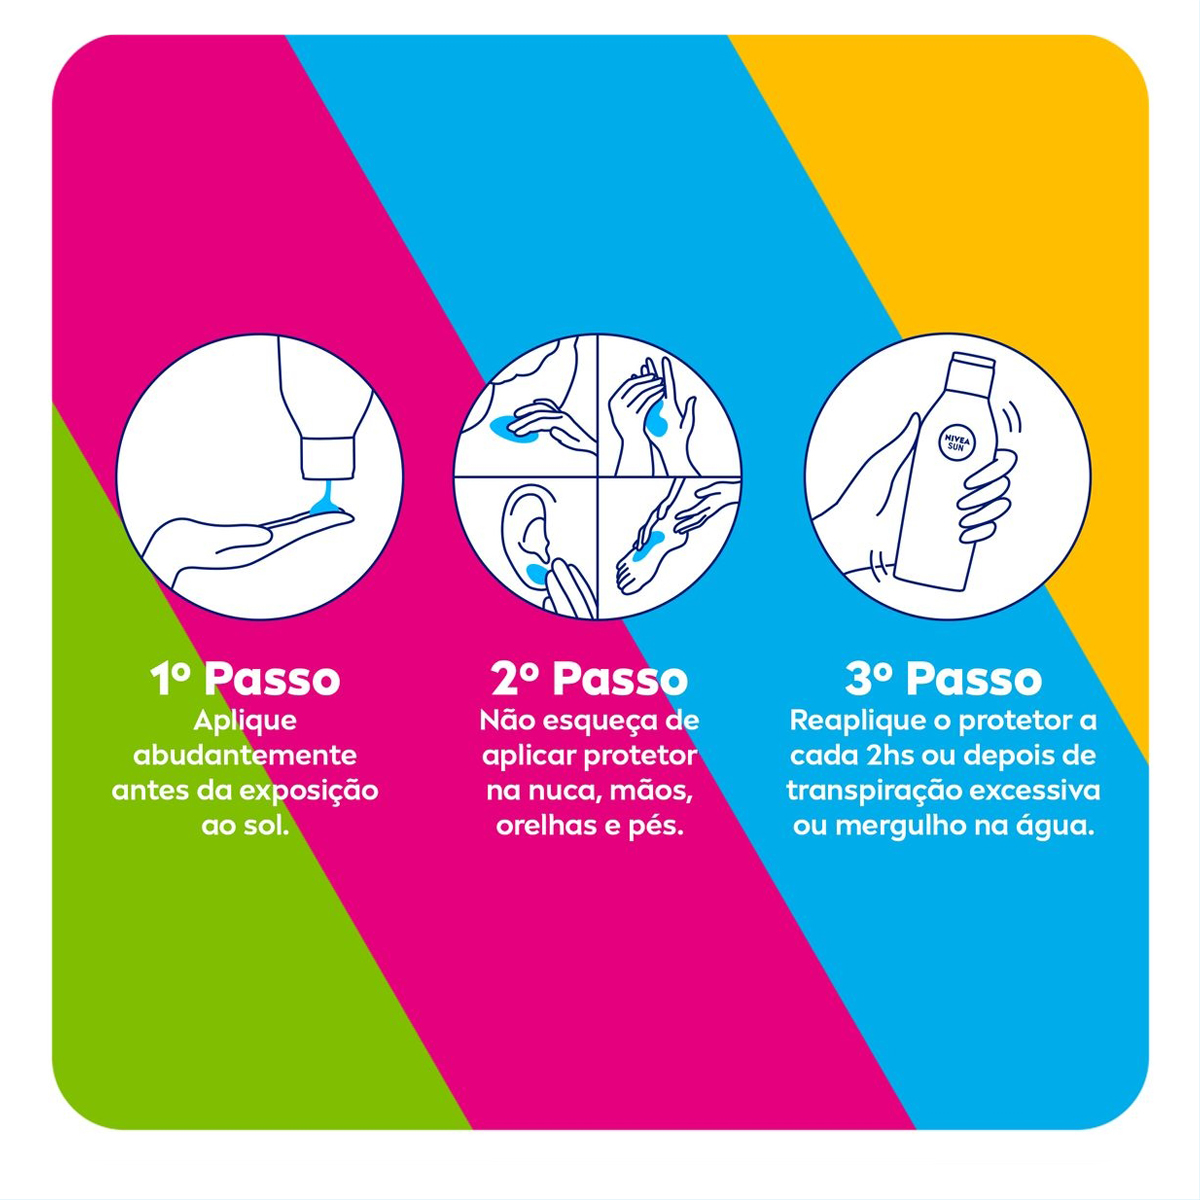 NIVEA
SUN
1º Passo
Aplique
abudantemente
antes da exposição
ao sol.
2º Passo
Não esqueça de
aplicar protetor
na nuca, mãos,
orelhas e pés.
3º Passo
Reaplique o protetor a
cada 2hs ou depois de
transpiração excessiva
ou mergulho na água.